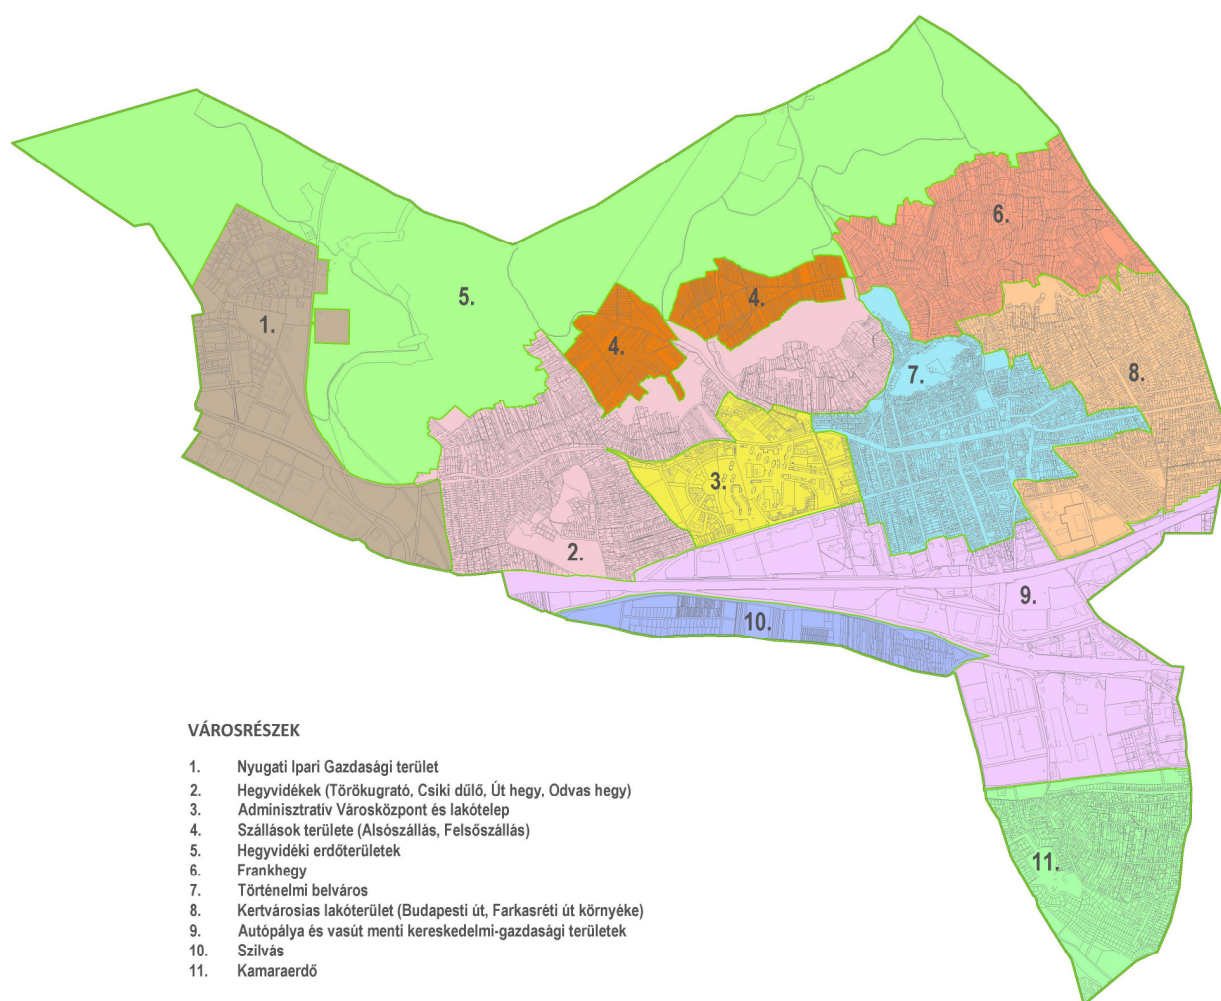 6.
5.
4.
1.
4.
7.
8.
3.
2.
9.
10.
VÁROSRÉSZEK
1. Nyugati Ipari Gazdasági terület
2. Hegyvidékek (Törökugrató, Csiki dűlő, Út hegy, Odvas hegy)
3. Adminisztratív Városközpont és lakótelep
4. Szállások területe (Alsószállás, Felsőszállás)
5. Hegyvidéki erdőterületek
6. Frankhegy
7. Történelmi belváros
8. Kertvárosias lakóterület (Budapesti út, Farkasréti út környéke)
9. Autópálya és vasút menti kereskedelmi-gazdasági területek
10. Szilvás
11. Kamaraerdő
11.